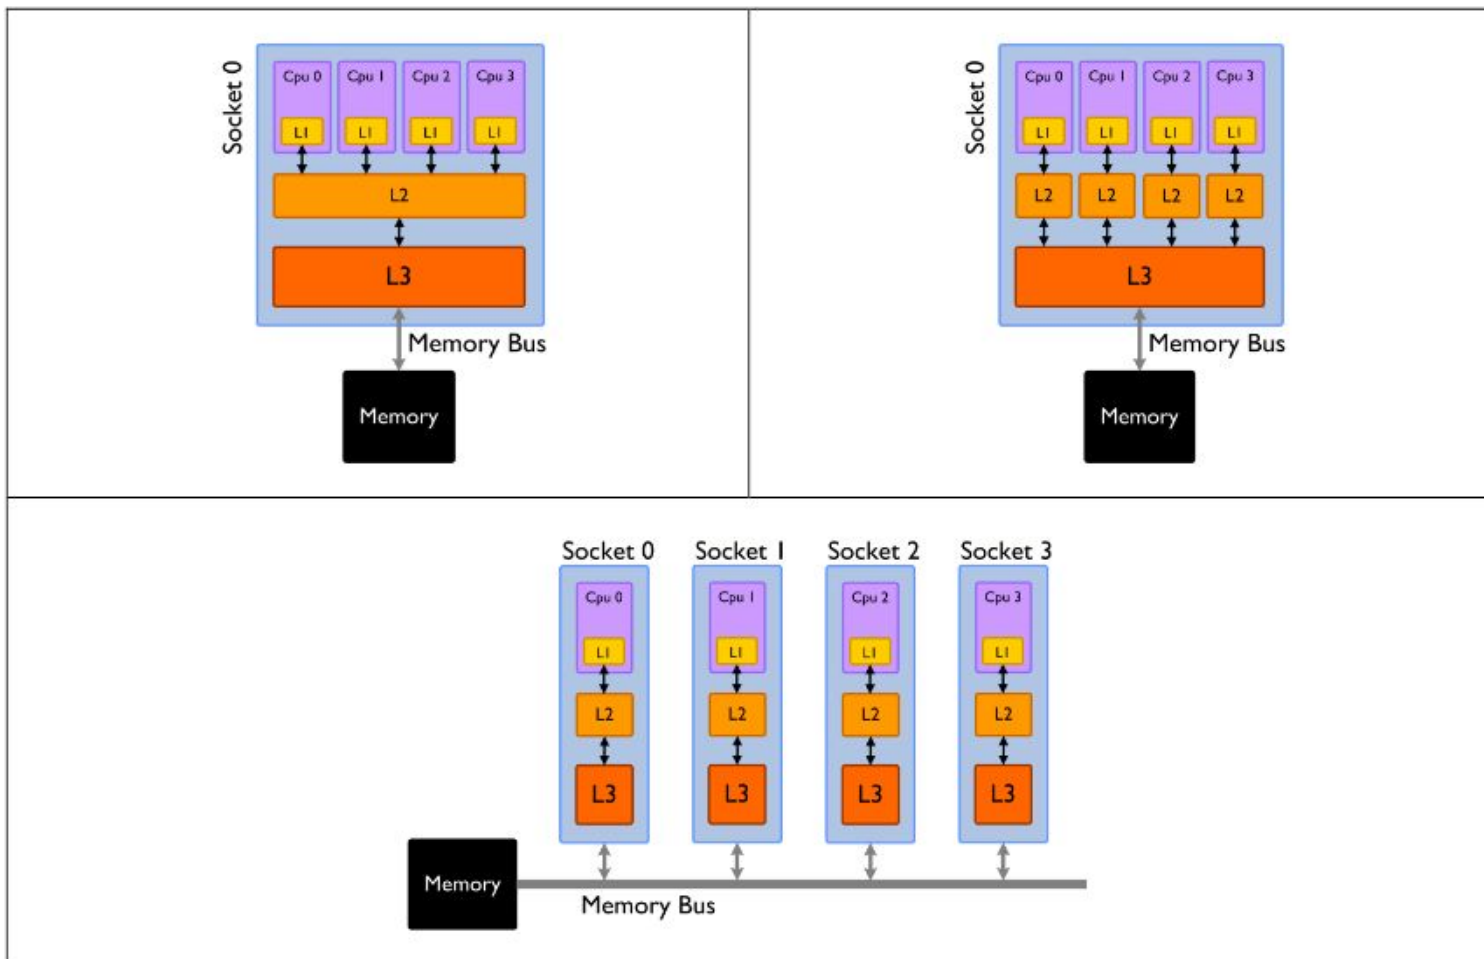 Socket 0
Cpu 0 Cpu 1 Cpu 2 Cpu 3
L1 L1 L1 L1
L2
L3
Memory Bus
Memory
Socket 0
Cpu 0 Cpu 1 Cpu 2 Cpu 3
L1 L1 L1 L1
L2 L2 L2 L2
L3
Memory Bus
Memory
Socket 0 Socket 1 Socket 2 Socket 3
Cpu 0 Cpu 1 Cpu 2 Cpu 3
L1 L1 L1 L1
L2 L2 L2 L2
L3 L3 L3 L3
Memory
Memory Bus